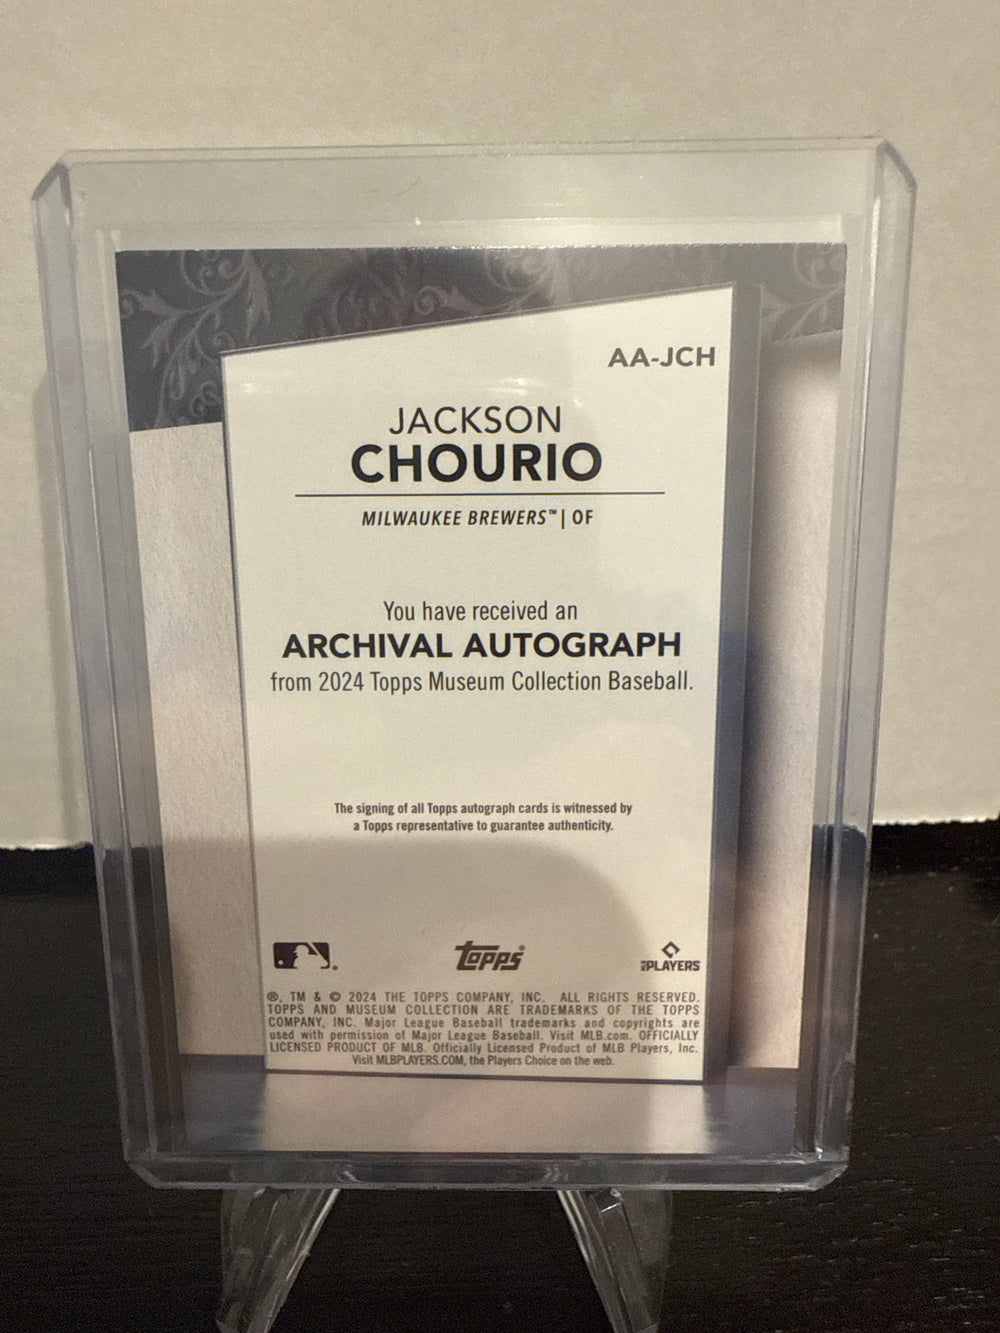 AA-JCH
JACKSON
CHOURIO
MILWAUKEE BREWERS™ | OF
You have received an
ARCHIVAL AUTOGRAPH
from 2024 Topps Museum Collection Baseball.
The signing of all Topps autograph cards is witnessed by
a Topps representative to guarantee authenticity.
Topps®
MLBPLAYERS
®, TM & © 2024 THE TOPPS COMPANY, INC. ALL RIGHTS RESERVED.
TOPPS AND MUSEUM COLLECTION ARE TRADEMARKS OF THE TOPPS
COMPANY, INC. Major League Baseball trademarks and copyrights are
used with permission of Major League Baseball. Visit MLB.com. OFFICIALLY
LICENSED PRODUCT OF MLB. Officially Licensed Product of MLB Players, Inc.
Visit MLBPLAYERS.COM, the Players Choice on the web.